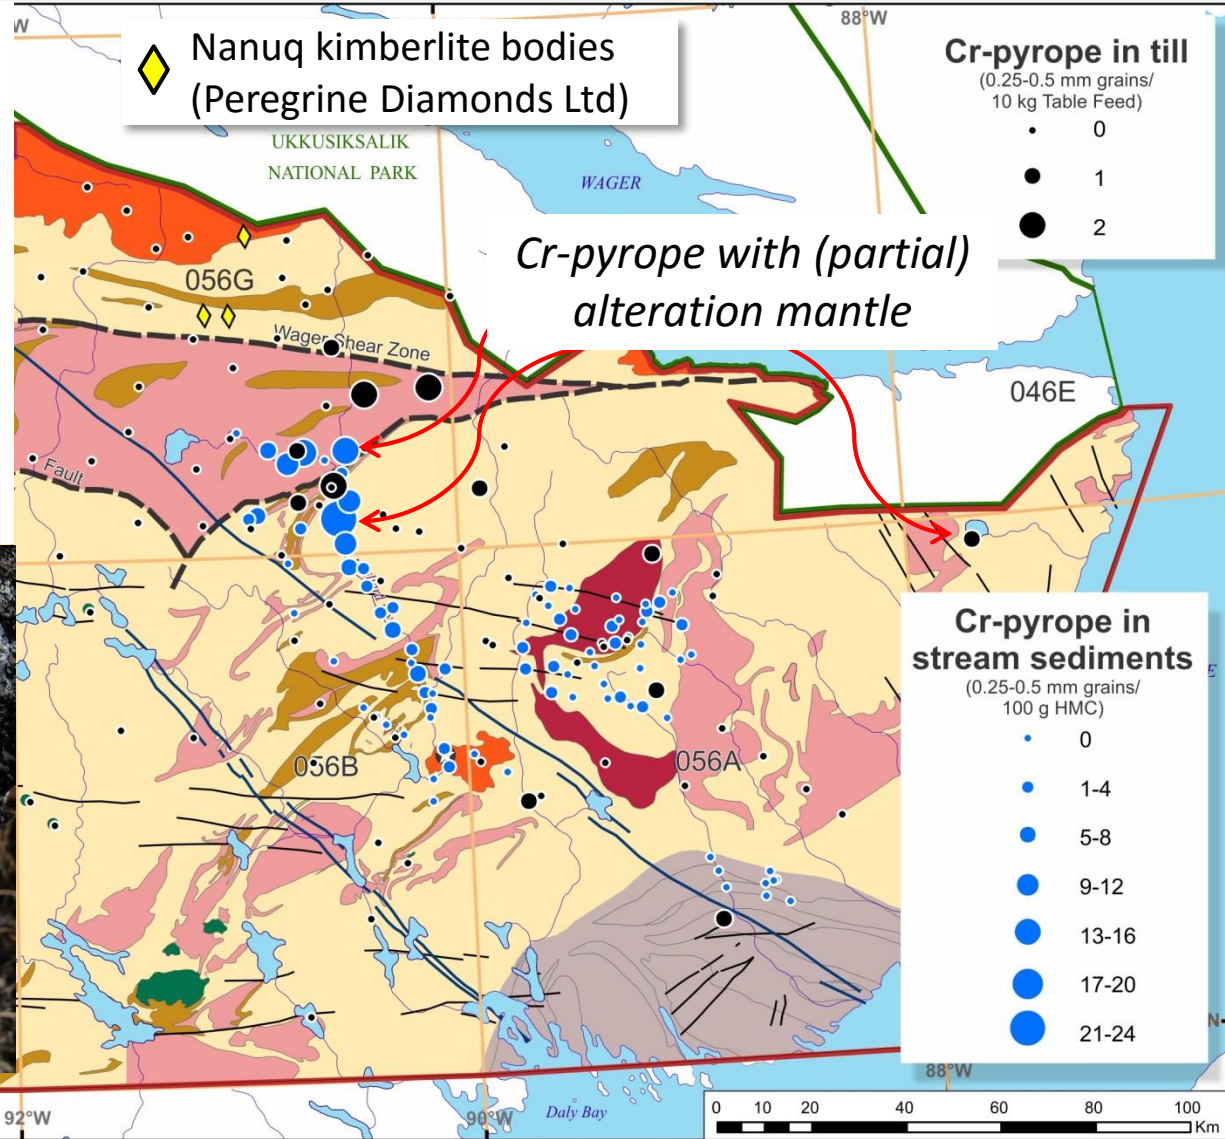 W
88°W
Nanuq kimberlite bodies
(Peregrine Diamonds Ltd)
Cr-pyrope in till
(0.25-0.5 mm grains/
10 kg Table Feed)
0
1
2
UKKUSIKSALIK
NATIONAL PARK
WAGER
Cr-pyrope with (partial)
alteration mantle
056G
Wager Shear Zone
046E
Fault
Cr-pyrope in
stream sediments
(0.25-0.5 mm grains/
100 g HMC)
0
1-4
5-8
9-12
13-16
17-20
21-24
E
056B
056A
N
88°W
92°W
90°W
Daly Bay
0 10 20 40 60 80 100
Km